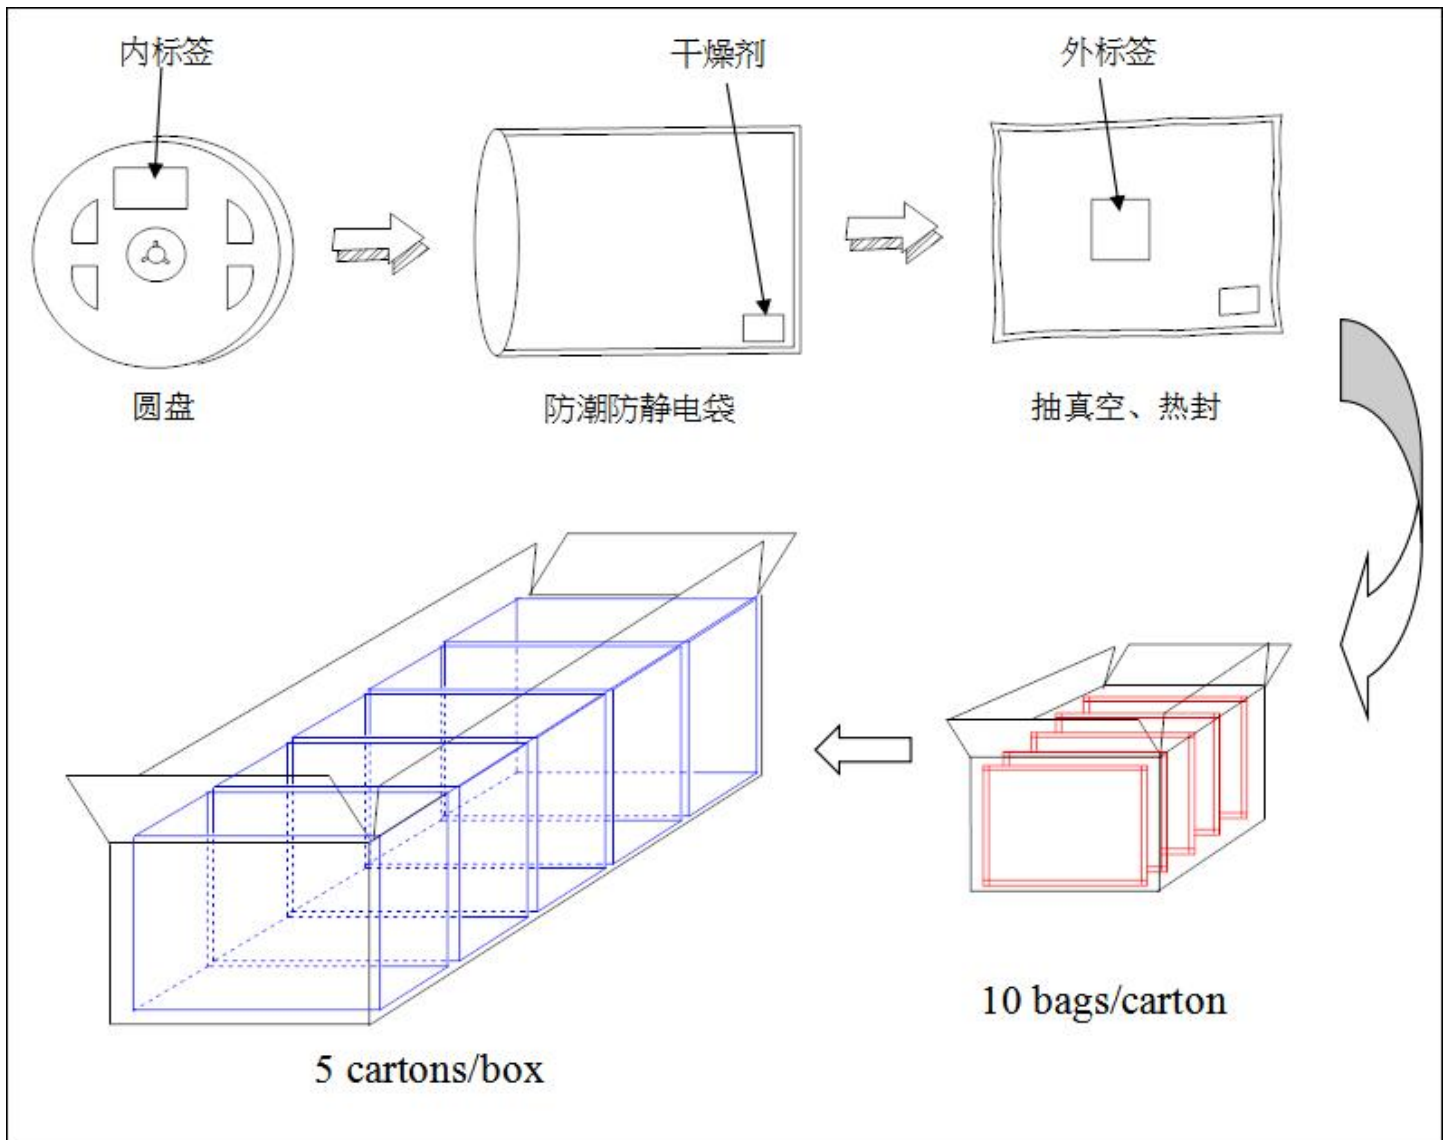 内标签
干燥剂
外标签
圆盘
防潮防静电袋
抽真空、热封
10 bags/carton
5 cartons/box